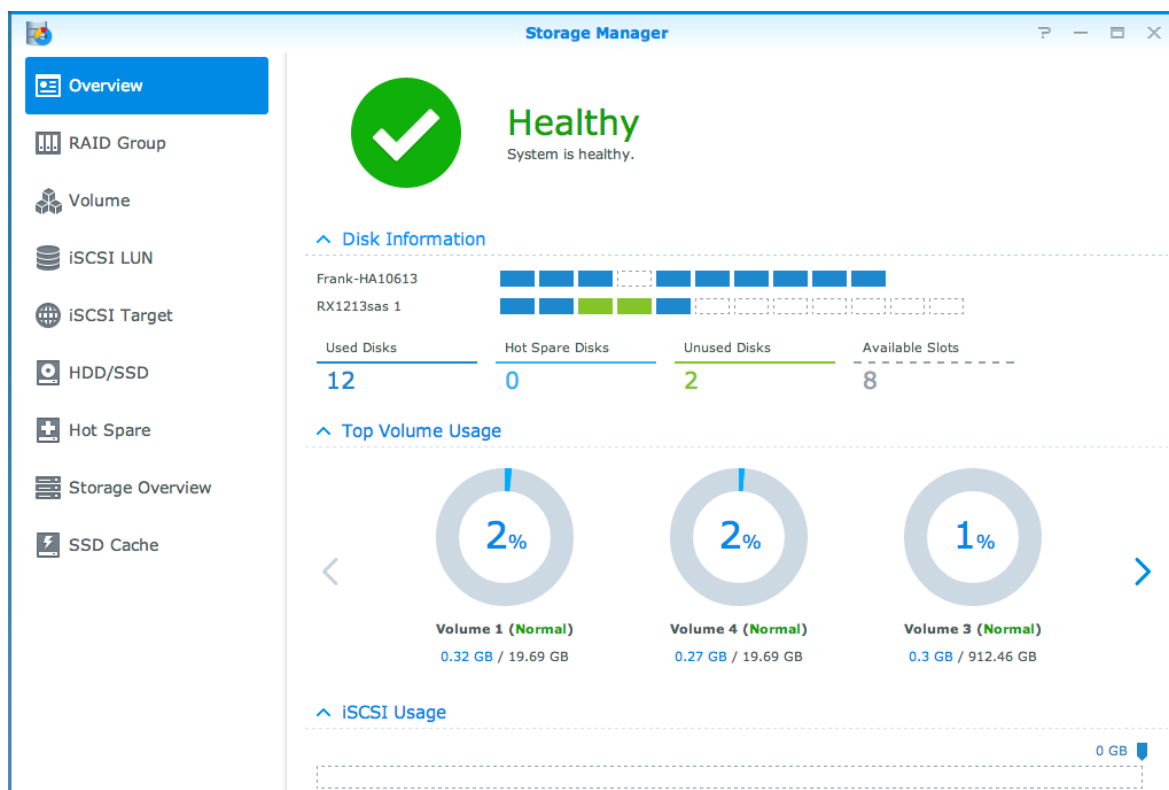 Storage Manager
?
Overview
RAID Group
Volume
iSCSI LUN
iSCSI Target
HDD/SSD
Hot Spare
Storage Overview
SSD Cache
Healthy
System is healthy.
Disk Information
Frank-HA10613
RX1213sas 1
Used Disks Hot Spare Disks Unused Disks Available Slots
12 0 2 8
Top Volume Usage
2% 2% 1%
Volume 1 (Normal) Volume 4 (Normal) Volume 3 (Normal)
0.32 GB / 19.69 GB 0.27 GB / 19.69 GB 0.3 GB / 912.46 GB
iSCSI Usage
0 GB